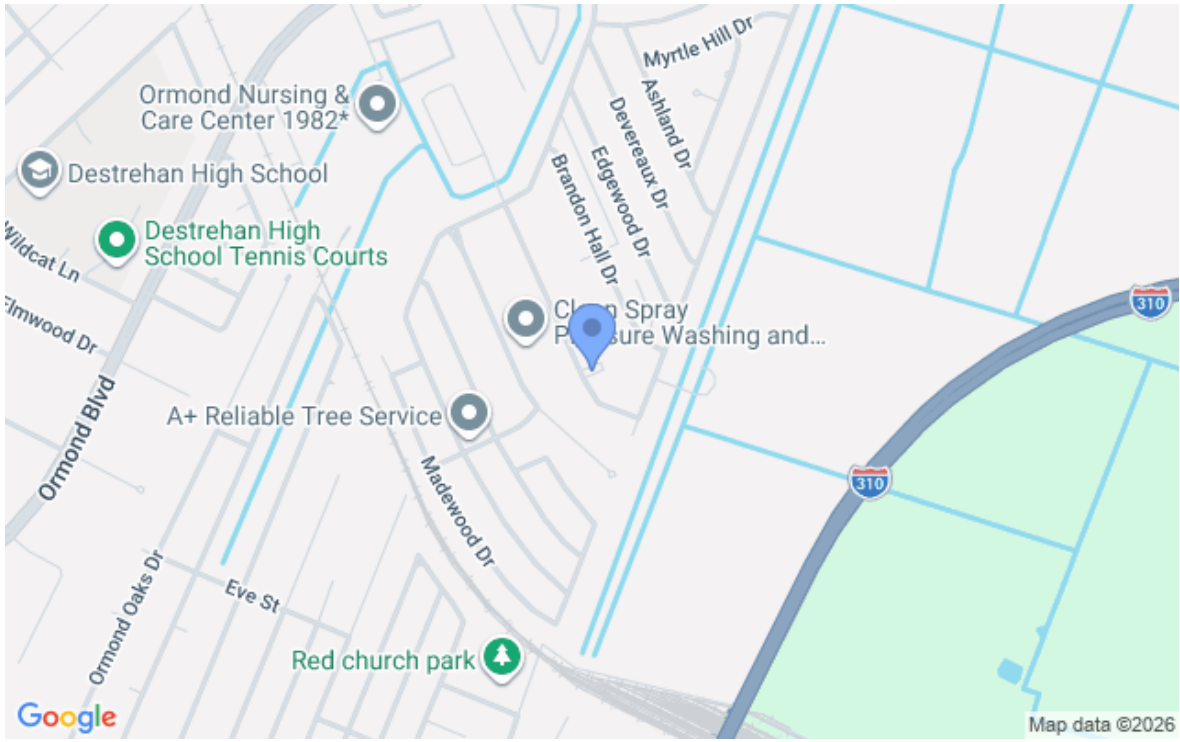 Myrtle Hill Dr
Ormond Nursing &
Care Center 1982*
Ashland Dr
Devereaux Dr
Edgewood Dr
Brandon Hall Dr
Destrehan High School
Destrehan High
School Tennis Courts
Wildcat Ln
Elmwood Dr
310
Spray
Washing and...
A+ Reliable Tree Service
Ormond Blvd
310
Madewood Dr
Ormond Oaks Dr
Eve St
Red church park
Google
Map data ©2026